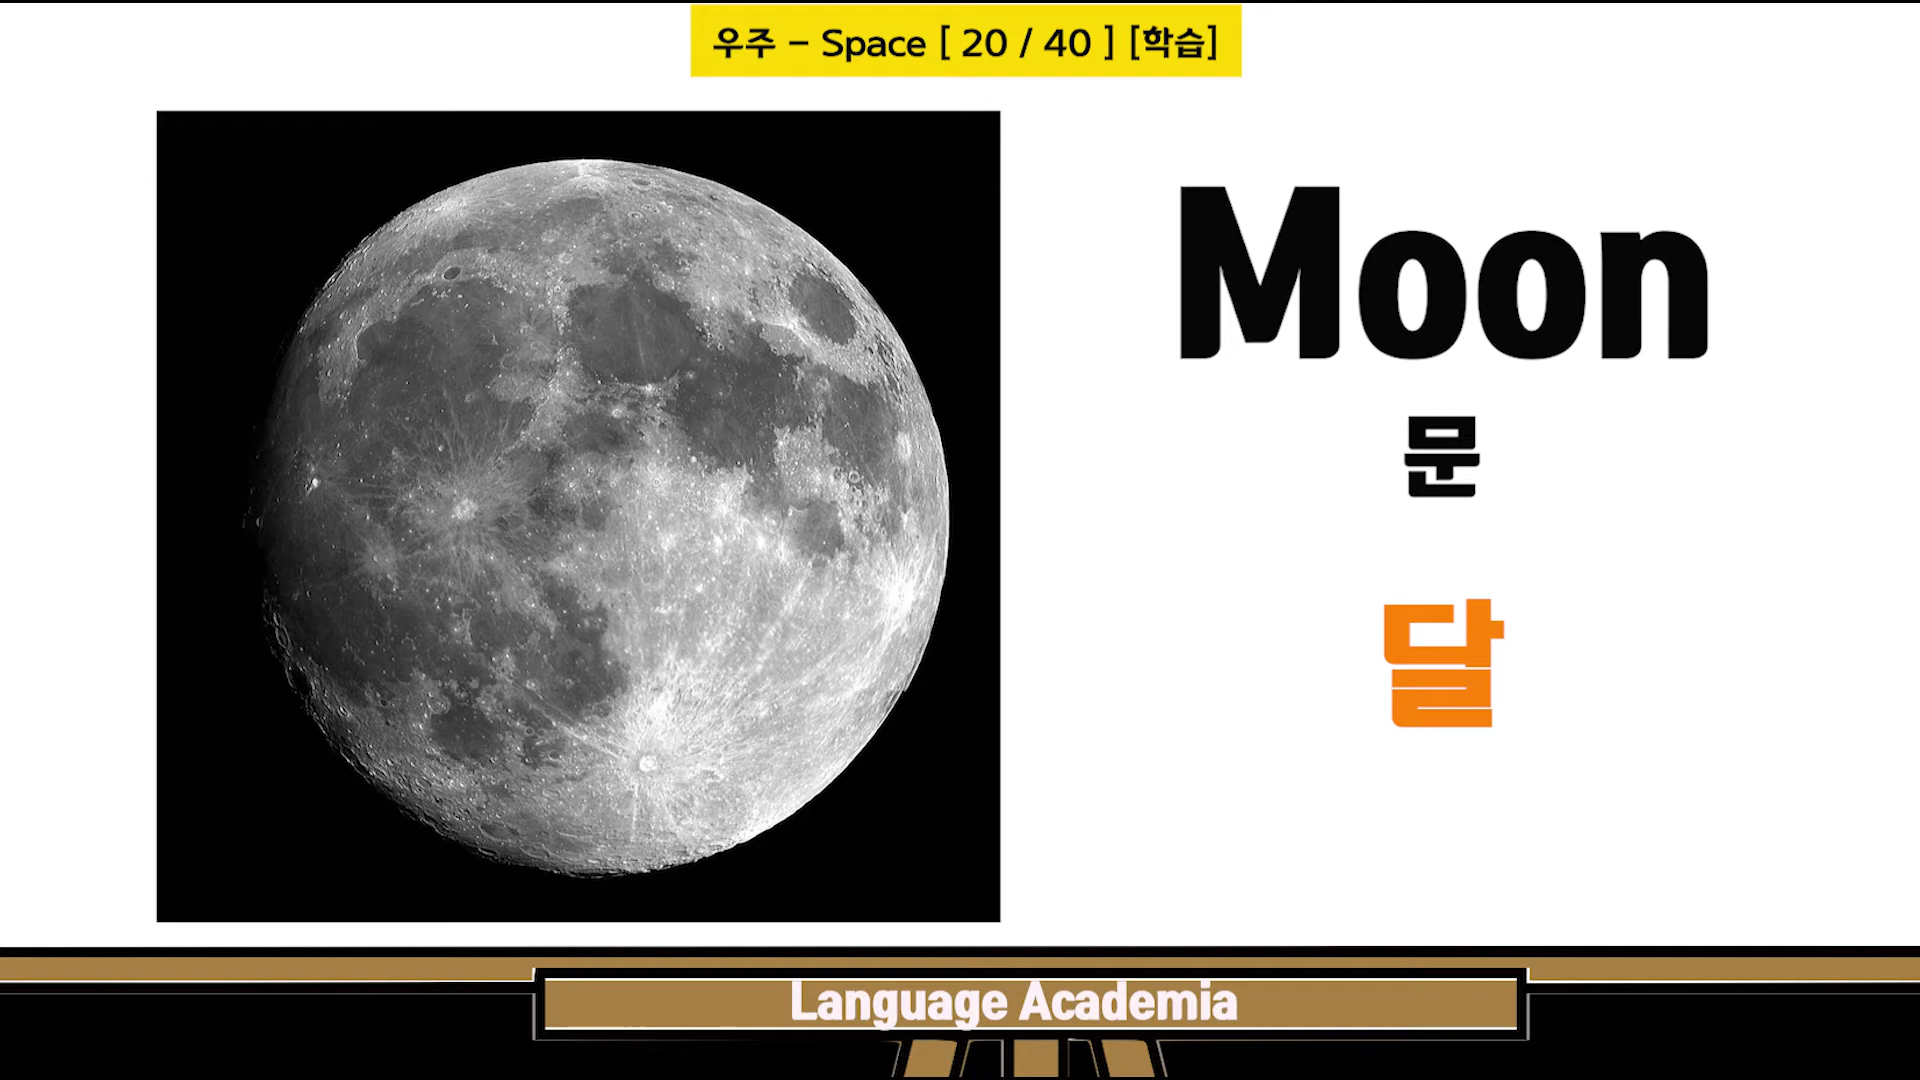 우주 - Space [ 20 / 40 ] [학습]
Moon
문
달
Language Academia